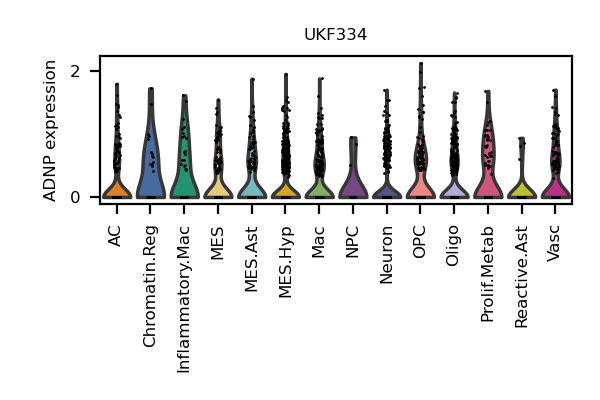 UKF334
ADNP expression
2
0
AC
Chromatin.Reg
Inflammatory.Mac
MES
MES.Ast
MES.Hyp
Mac
NPC
Neuron
OPC
Oligo
Prolif.Metab
Reactive.Ast
Vasc